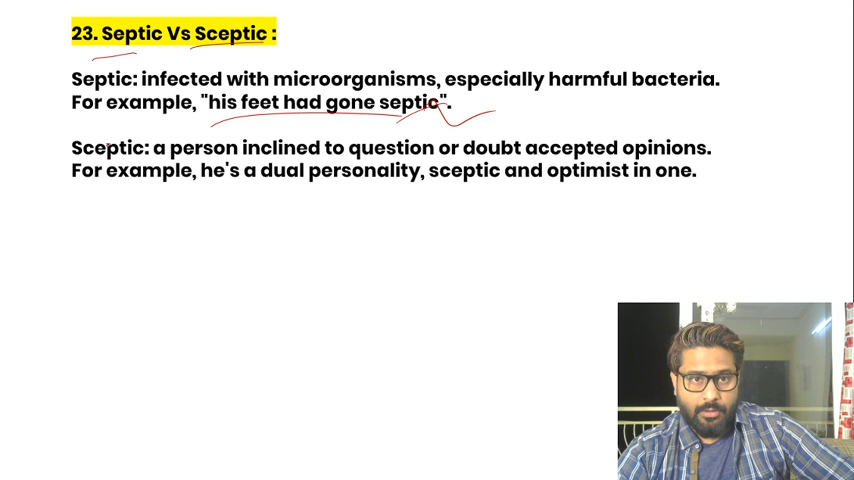 23. Septic Vs Sceptic :
Septic: infected with microorganisms, especially harmful bacteria.
For example, "his feet had gone septic".
Sceptic: a person inclined to question or doubt accepted opinions.
For example, he's a dual personality, sceptic and optimist in one.